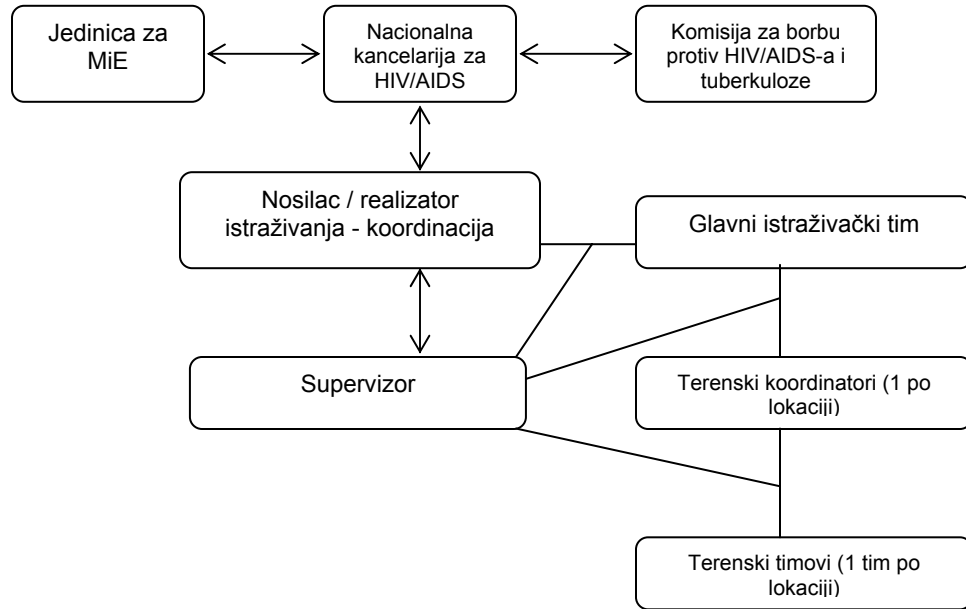 Jedinica za
MiE
Nacionalna
kancelarija za
HIV/AIDS
Komisija za borbu
protiv HIV/AIDS-a i
tuberkuloze
Nosilac / realizator
istraživanja - koordinacija
Glavni istraživački tim
Supervizor
Terenski koordinatori (1 po
lokaciji)
Terenski timovi (1 tim po
lokaciji)